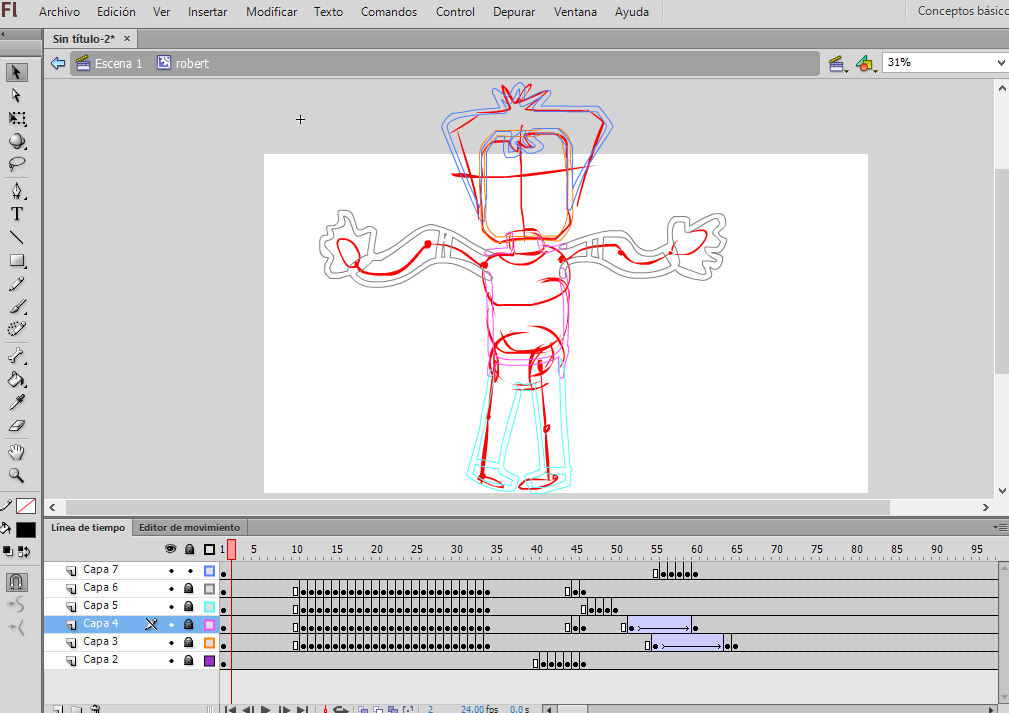 Fl Archivo Edición Ver Insertar Modificar Texto Comandos Control Depurar Ventana Ayuda Conceptos básico
Sin título-2* ×
Escena 1 robert 31%
T
Línea de tiempo Editor de movimiento
1 5 10 15 20 25 30 35 40 45 50 55 60 65 70 75 80 85 90 95
Capa 7
Capa 6
Capa 5
Capa 4
Capa 3
Capa 2
2 24.00 fps 0.0 s